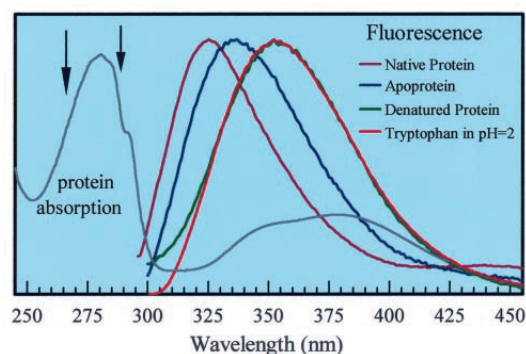 Fluorescence
Native Protein
Apoprotein
Denatured Protein
Tryptophan in pH=2
protein
absorption
250 275 300 325 350 375 400 425 450
Wavelength (nm)